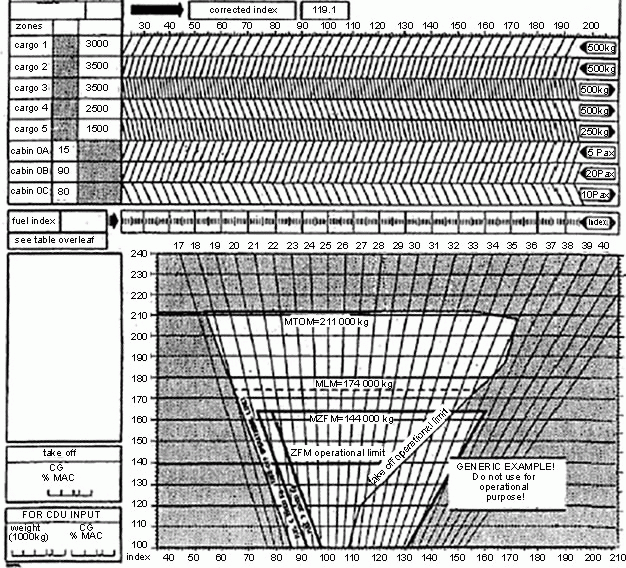 corrected index 119.1
zones 30 40 50 60 70 80 90 100 110 120 130 140 150 160 170 180 190 200
cargo 1 3000 500kg
cargo 2 3500 500kg
cargo 3 3500 500kg
cargo 4 2500 500kg
cargo 5 1500 250kg
cabin 0A 15 5 Pax
cabin 0B 90 20Pax
cabin 0C 80 10Pax
fuel index Index
see table overleaf
17 18 19 20 21 22 23 24 25 26 27 28 29 30 31 32 33 34 35 36 37 38 39 40
240
230
220
210
MTOM=211 000 kg
200
190
180
MLM=174 000 kg
170
160
MZFM=144 000 kg
take off operational limit
150
ZFM operational limit
140
130
120
110
100
GENERIC EXAMPLE!
Do not use for
operational
purpose!
take off
CG
% MAC
FOR CDU INPUT
weight CG
(1000kg) % MAC
index 40 50 60 70 80 90 100 110 120 130 140 150 160 170 180 190 200 210